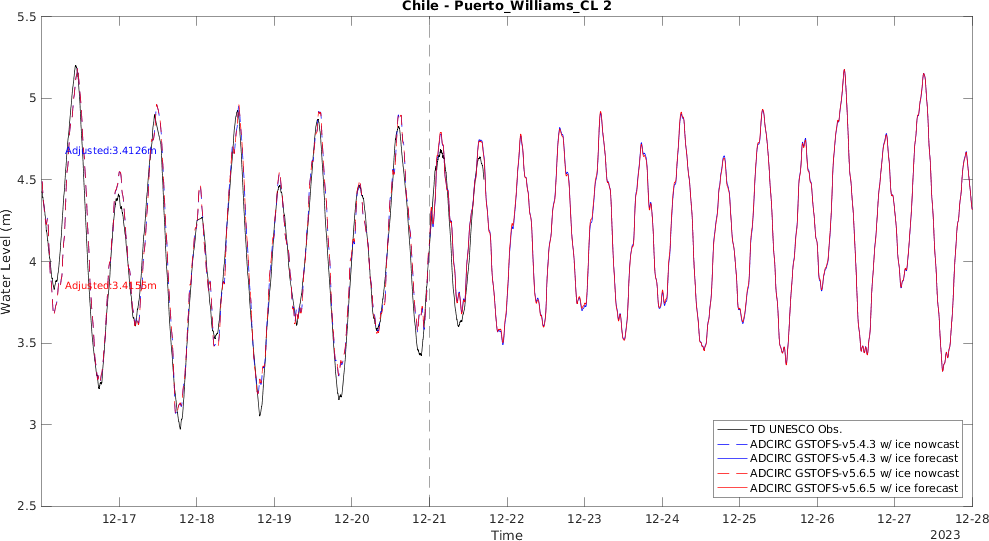 Chile - Puerto_Williams_CL 2
5.5
5
4.5
4
3.5
3
2.5
Water Level (m)
Adjusted:3.4126m
Adjusted:3.4155m
TD UNESCO Obs.
ADCIRC GSTOFS-v5.4.3 w/ ice nowcast
ADCIRC GSTOFS-v5.4.3 w/ ice forecast
ADCIRC GSTOFS-v5.6.5 w/ ice nowcast
ADCIRC GSTOFS-v5.6.5 w/ ice forecast
12-17 12-18 12-19 12-20 12-21 12-22 12-23 12-24 12-25 12-26 12-27 12-28
Time
2023